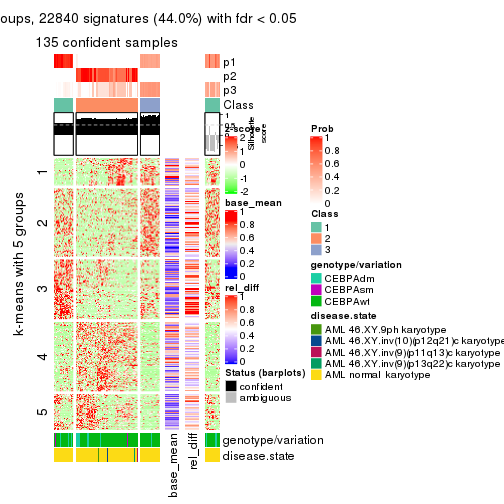 oups, 22840 signatures (44.0%) with fdr < 0.05
135 confident samples
p1
p2
p3
Class
1
0.5
0
Silhouette
score
z-score
2
1
0
-1
-2
base_mean
1
0.8
0.6
0.4
0.2
0
rel_diff
1
0.8
0.6
0.4
0.2
0
Status (barplots)
confident
ambiguous
Prob
1
0.8
0.6
0.4
0.2
0
Class
1
2
3
genotype/variation
CEBPAdm
CEBPAsm
CEBPAwt
disease.state
AML 46.XY.9ph karyotype
AML 46.XY.inv(10)(p12q21)c karyotype
AML 46.XY.inv(9)(p11q13)c karyotype
AML 46.XY.inv(9)(p13q22)c karyotype
AML normal karyotype
k-means with 5 groups
1
2
3
4
5
genotype/variation
disease.state
base_mean
rel_diff